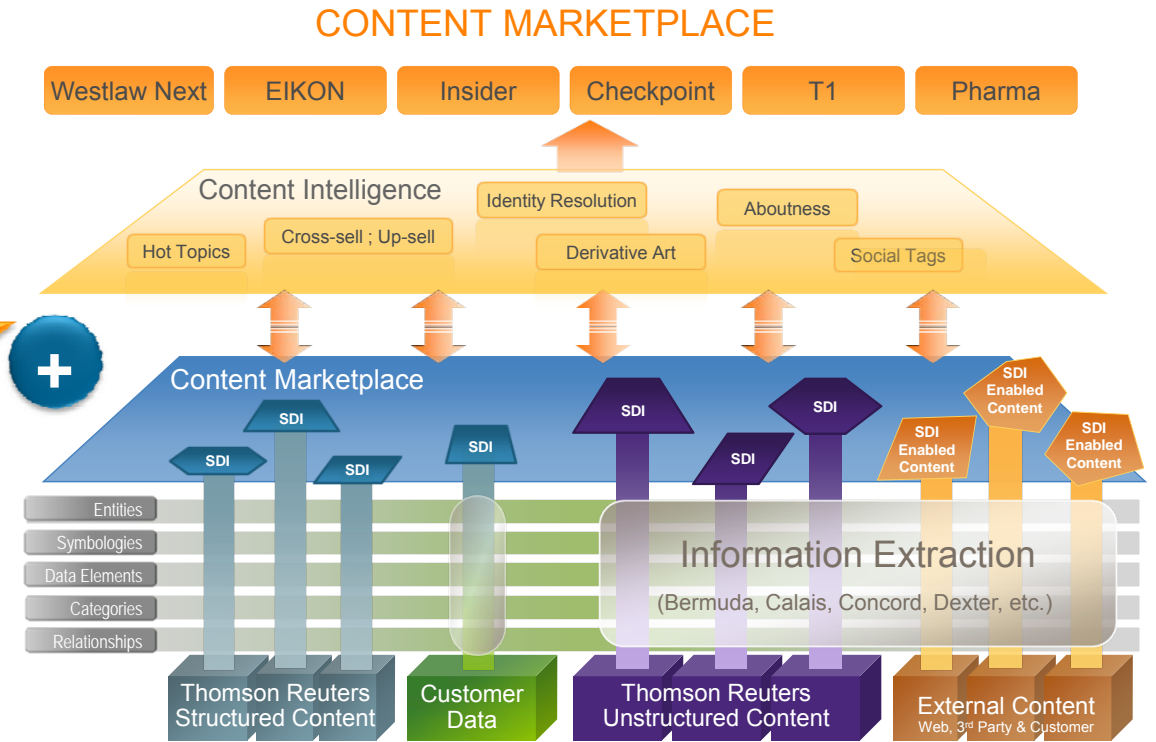 CONTENT MARKETPLACE
Westlaw Next
EIKON
Insider
Checkpoint
T1
Pharma
Content Intelligence
Identity Resolution
Aboutness
Cross-sell ; Up-sell
Hot Topics
Derivative Art
Social Tags
+
Content Marketplace
SDI
SDI
SDI
SDI
SDI
SDI
SDI
SDI
Enabled
Content
SDI
Enabled
Content
SDI
Enabled
Content
Entities
Symbologies
Data Elements
Categories
Relationships
Information Extraction
(Bermuda, Calais, Concord, Dexter, etc.)
Thomson Reuters
Structured Content
Customer
Data
Thomson Reuters
Unstructured Content
External Content
Web, 3rd Party & Customer